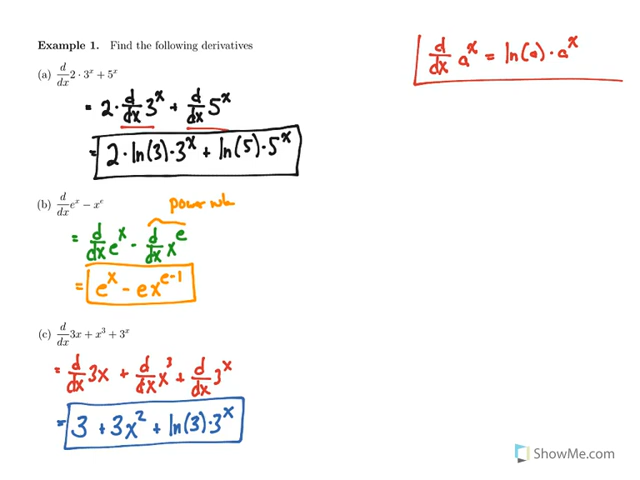 Example 1. Find the following derivatives
d/dx a^x = ln(a) · a^x
(a) d/dx 2 · 3^x + 5^x
= 2 · d/dx 3^x + d/dx 5^x
= 2 · ln(3) · 3^x + ln(5) · 5^x
(b) d/dx e^x − x^e
power
= d/dx e^x - d/dx x^e
= e^x - ex^(e-1)
(c) d/dx 3x + x^3 + 3^x
= d/dx 3x + d/dx x^3 + d/dx 3^x
= 3 + 3x^2 + ln(3) · 3^x
ShowMe.com